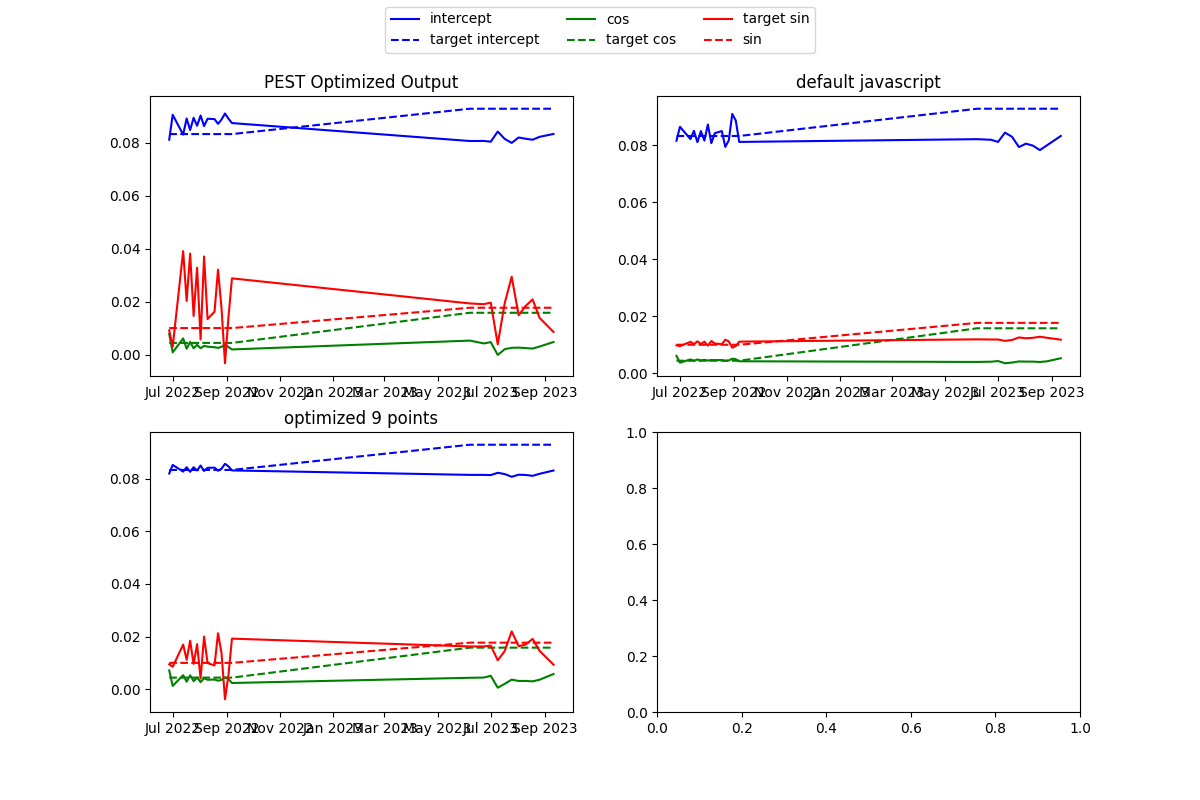 intercept cos target sin
target intercept target cos sin
PEST Optimized Output
0.08
0.06
0.04
0.02
0.00
Jul 2022 Sep 2022 Nov 2022 Jan 2023 Mar 2023 May 2023 Jul 2023 Sep 2023
default javascript
0.08
0.06
0.04
0.02
0.00
Jul 2022 Sep 2022 Nov 2022 Jan 2023 Mar 2023 May 2023 Jul 2023 Sep 2023
optimized 9 points
0.08
0.06
0.04
0.02
0.00
Jul 2022 Sep 2022 Nov 2022 Jan 2023 Mar 2023 May 2023 Jul 2023 Sep 2023
1.0
0.8
0.6
0.4
0.2
0.0
0.0 0.2 0.4 0.6 0.8 1.0